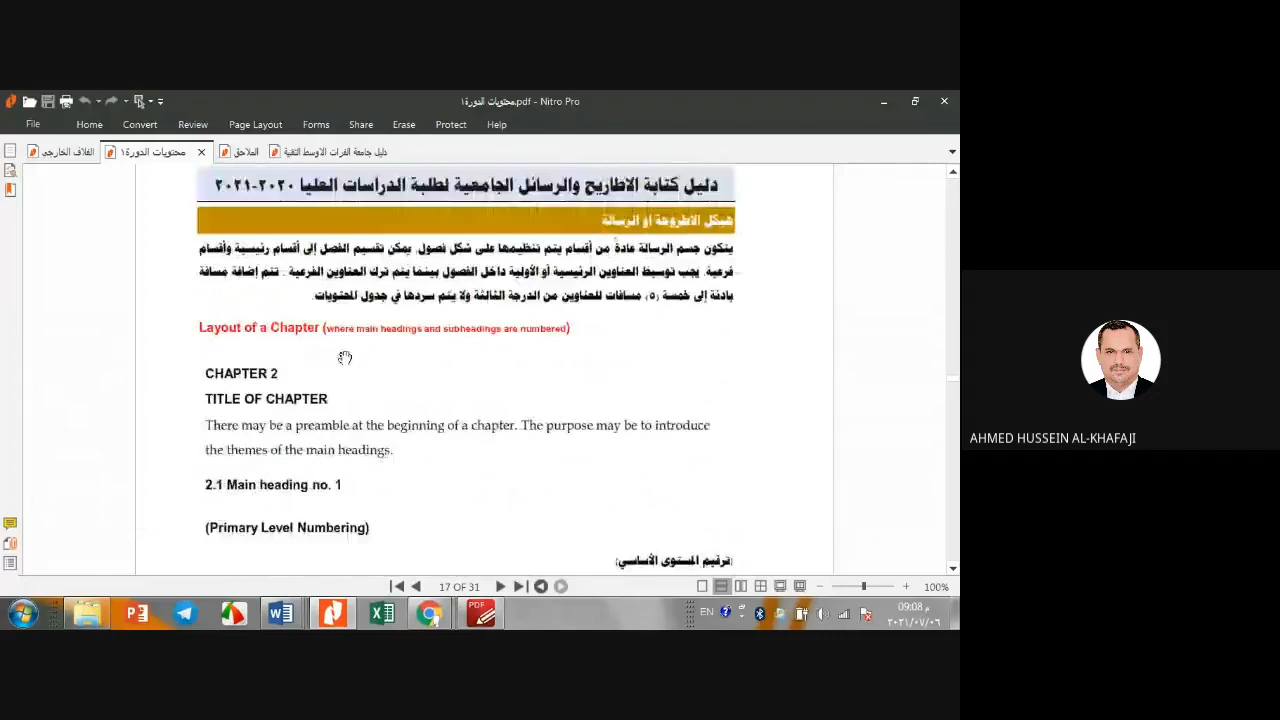 محتويات الدورة١.pdf - Nitro Pro
File Home Convert Review Page Layout Forms Share Erase Protect Help
الغلاف الخارجي
محتويات الدورة١
الملاحق
دليل جامعة الفرات الاوسط التقنية
دليل كتابة الاطاريح والرسائل الجامعية لطلبة الدراسات العليا ٢٠٢٠-٢٠٢١
هيكل الاطروحة او الرسالة
يتكون جسم الرسالة عادةً من أقسام يتم تنظيمها على شكل فصول. يمكن تقسيم الفصل إلى أقسام رئيسية وأقسام
فرعية. يجب توسيط العناوين الرئيسية أو الأولية داخل الفصول بينما يتم ترك العناوين الفرعية . تتم إضافة مسافة
بادئة إلى خمسة (٥) مسافات للعناوين من الدرجة الثالثة ولا يتم سردها في جدول المحتويات.
Layout of a Chapter (where main headings and subheadings are numbered)
CHAPTER 2
TITLE OF CHAPTER
There may be a preamble at the beginning of a chapter. The purpose may be to introduce
the themes of the main headings.
2.1 Main heading no. 1
(Primary Level Numbering)
(ترقيم المستوى الأساسي)
17 OF 31
100%
EN
09:08 م
٢٠٢١/٠٧/٠٦
AHMED HUSSEIN AL-KHAFAJI